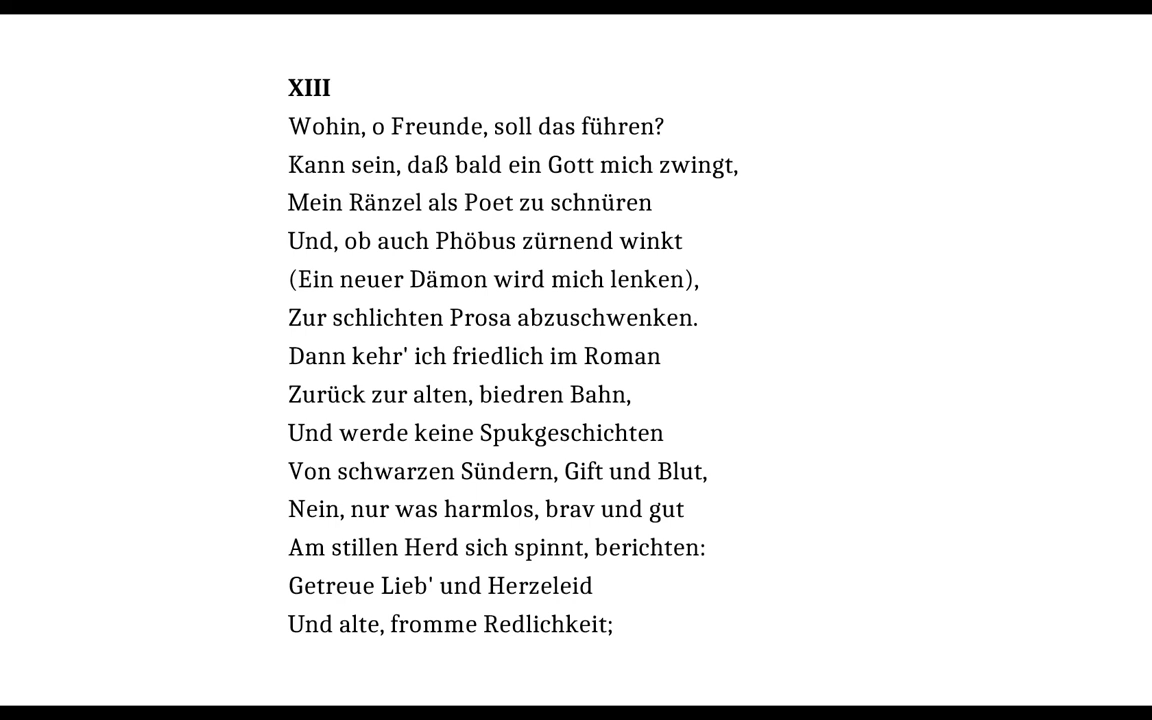 XIII
Wohin, o Freunde, soll das führen?
Kann sein, daß bald ein Gott mich zwingt,
Mein Ränzel als Poet zu schnüren
Und, ob auch Phöbus zürnend winkt
(Ein neuer Dämon wird mich lenken),
Zur schlichten Prosa abzuschwenken.
Dann kehr' ich friedlich im Roman
Zurück zur alten, biedren Bahn,
Und werde keine Spukgeschichten
Von schwarzen Sündern, Gift und Blut,
Nein, nur was harmlos, brav und gut
Am stillen Herd sich spinnt, berichten:
Getreue Lieb' und Herzeleid
Und alte, fromme Redlichkeit;